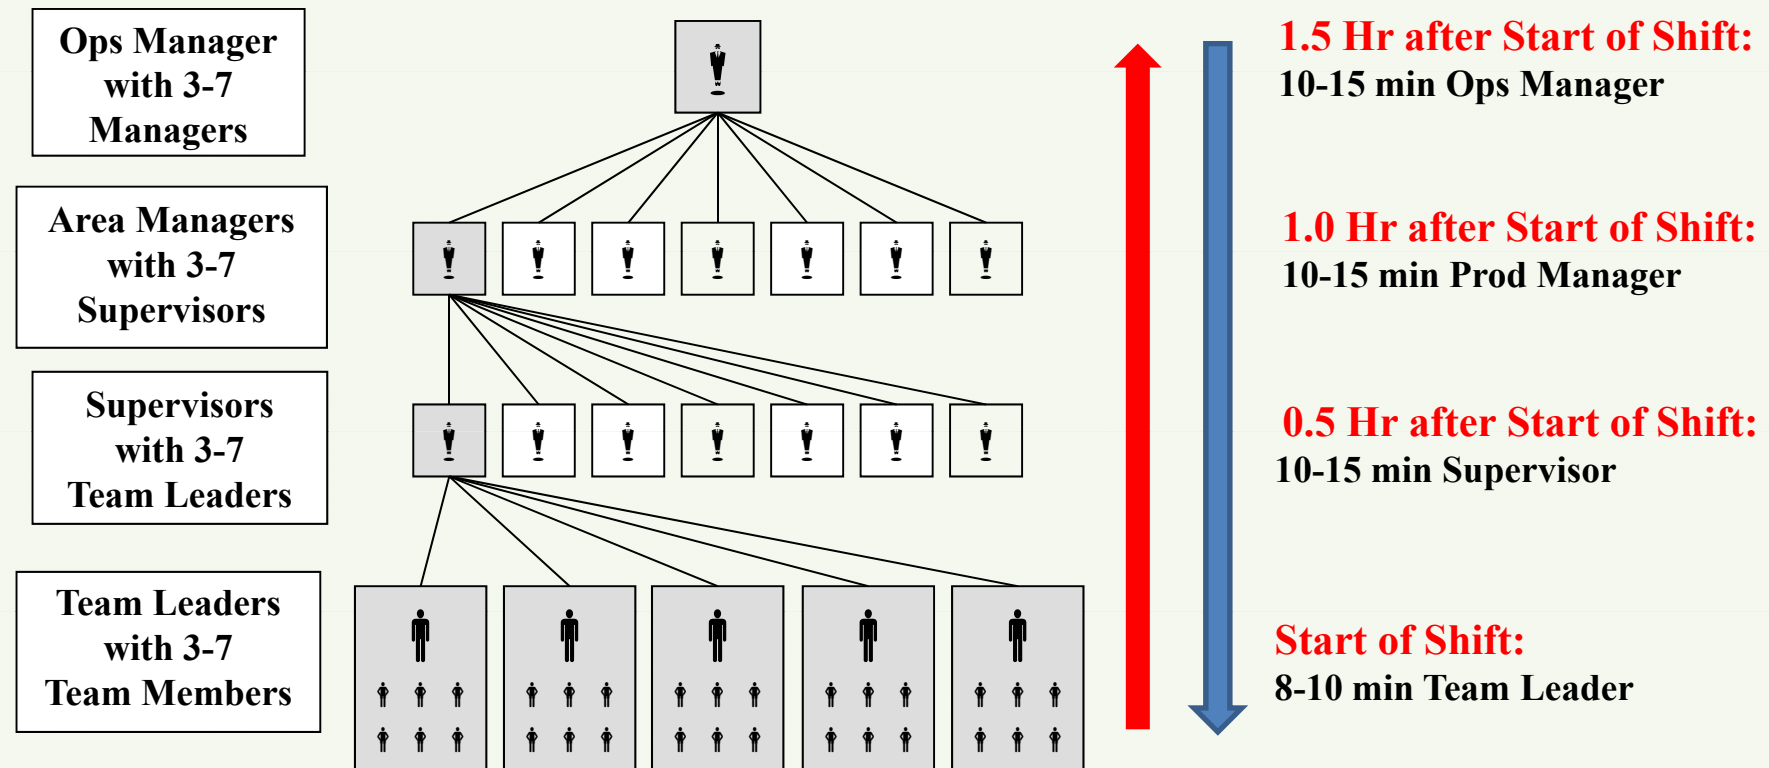 Ops Manager
with 3-7
Managers
1.5 Hr after Start of Shift:
10-15 min Ops Manager
Area Managers
with 3-7
Supervisors
1.0 Hr after Start of Shift:
10-15 min Prod Manager
Supervisors
with 3-7
Team Leaders
0.5 Hr after Start of Shift:
10-15 min Supervisor
Team Leaders
with 3-7
Team Members
Start of Shift:
8-10 min Team Leader